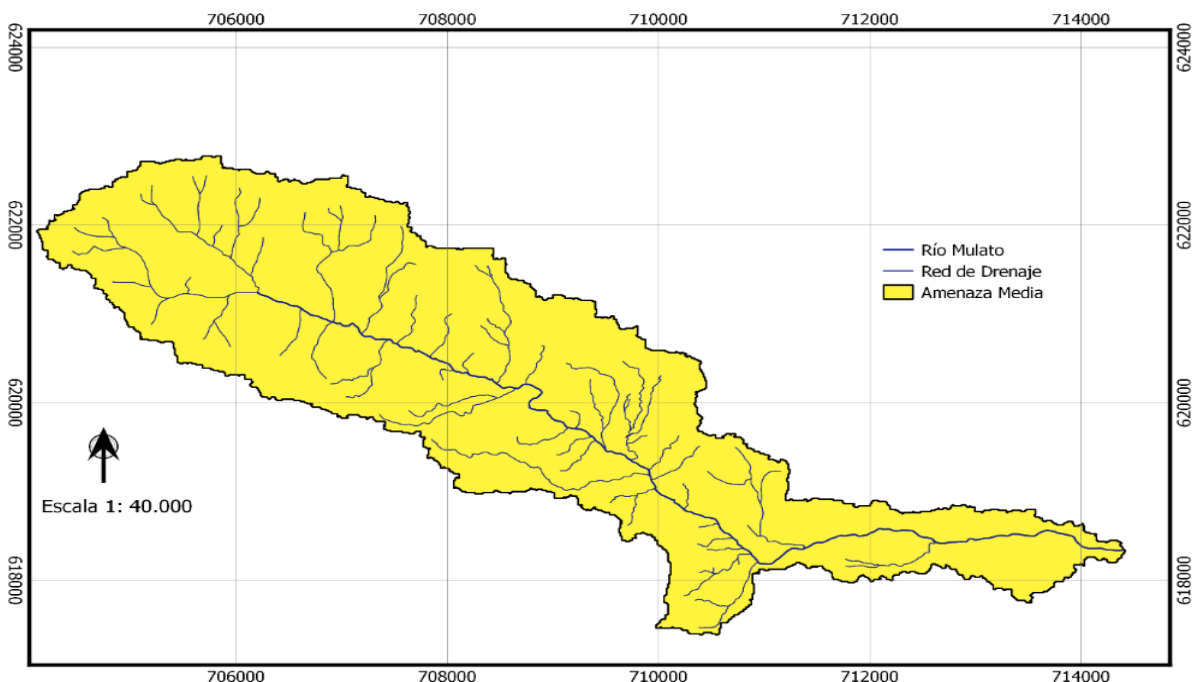 706000 708000 710000 712000 714000
624000 624000
622000 622000
Río Mulato
Red de Drenaje
Amenaza Media
620000 620000
Escala 1: 40.000
618000 618000
706000 708000 710000 712000 714000